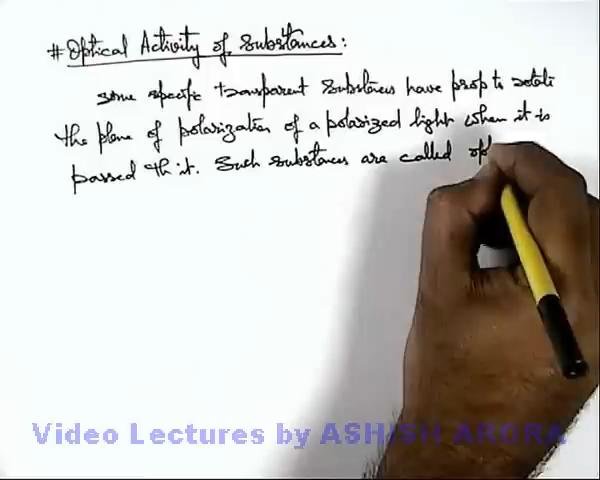 # Optical Activity of Substances:
Some specific transparent substances have prop to rotate
the plane of polarization of a polarized light when it is
passed th it. Such substances are called opt
Video Lectures by ASHISH ARORA